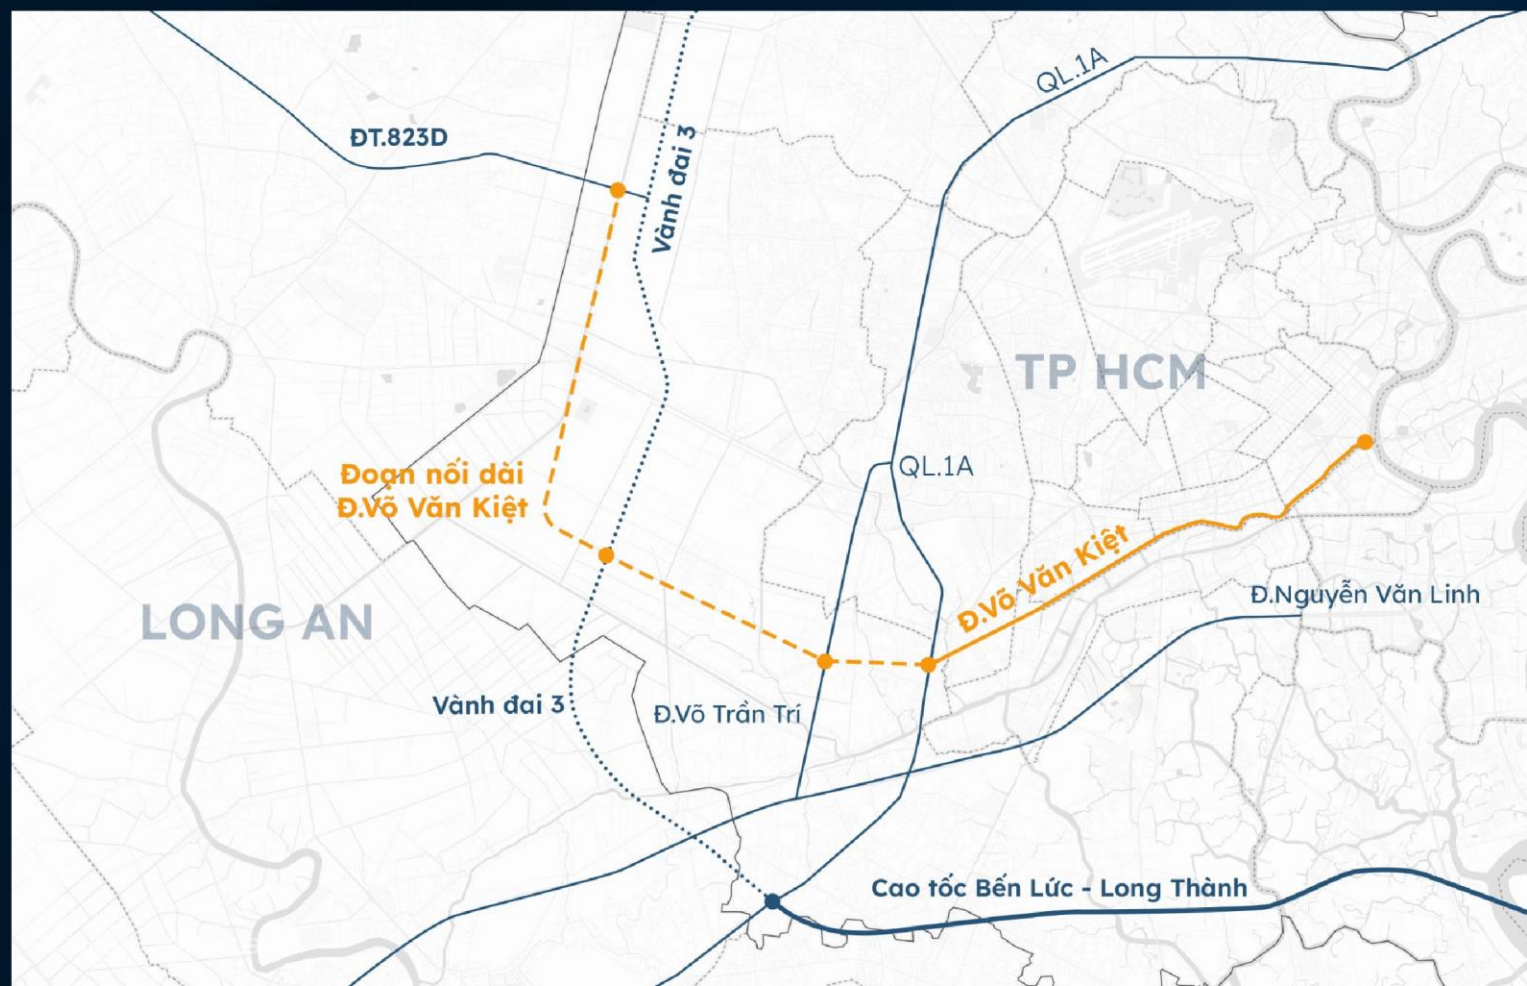 QL.1A
ĐT.823D
Vành đai 3
TP HCM
Đoạn nối dài
Đ.Võ Văn Kiệt
QL.1A
Đ.Võ Văn Kiệt
Đ.Nguyễn Văn Linh
LONG AN
Vành đai 3
Đ.Võ Trần Trí
Cao tốc Bến Lức - Long Thành